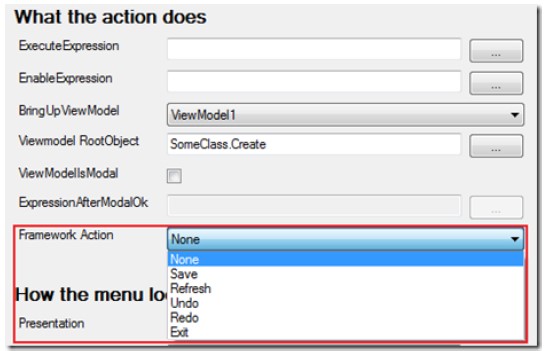 What the action does
ExecuteExpression
...
EnableExpression
...
BringUpViewModel ViewModel1
Viewmodel RootObject SomeClass.Create ...
ViewModelIsModal
ExpressionAfterModalOk ...
Framework Action None
None
Save
Refresh
Undo
Redo
Exit
How the menu lo
Presentation